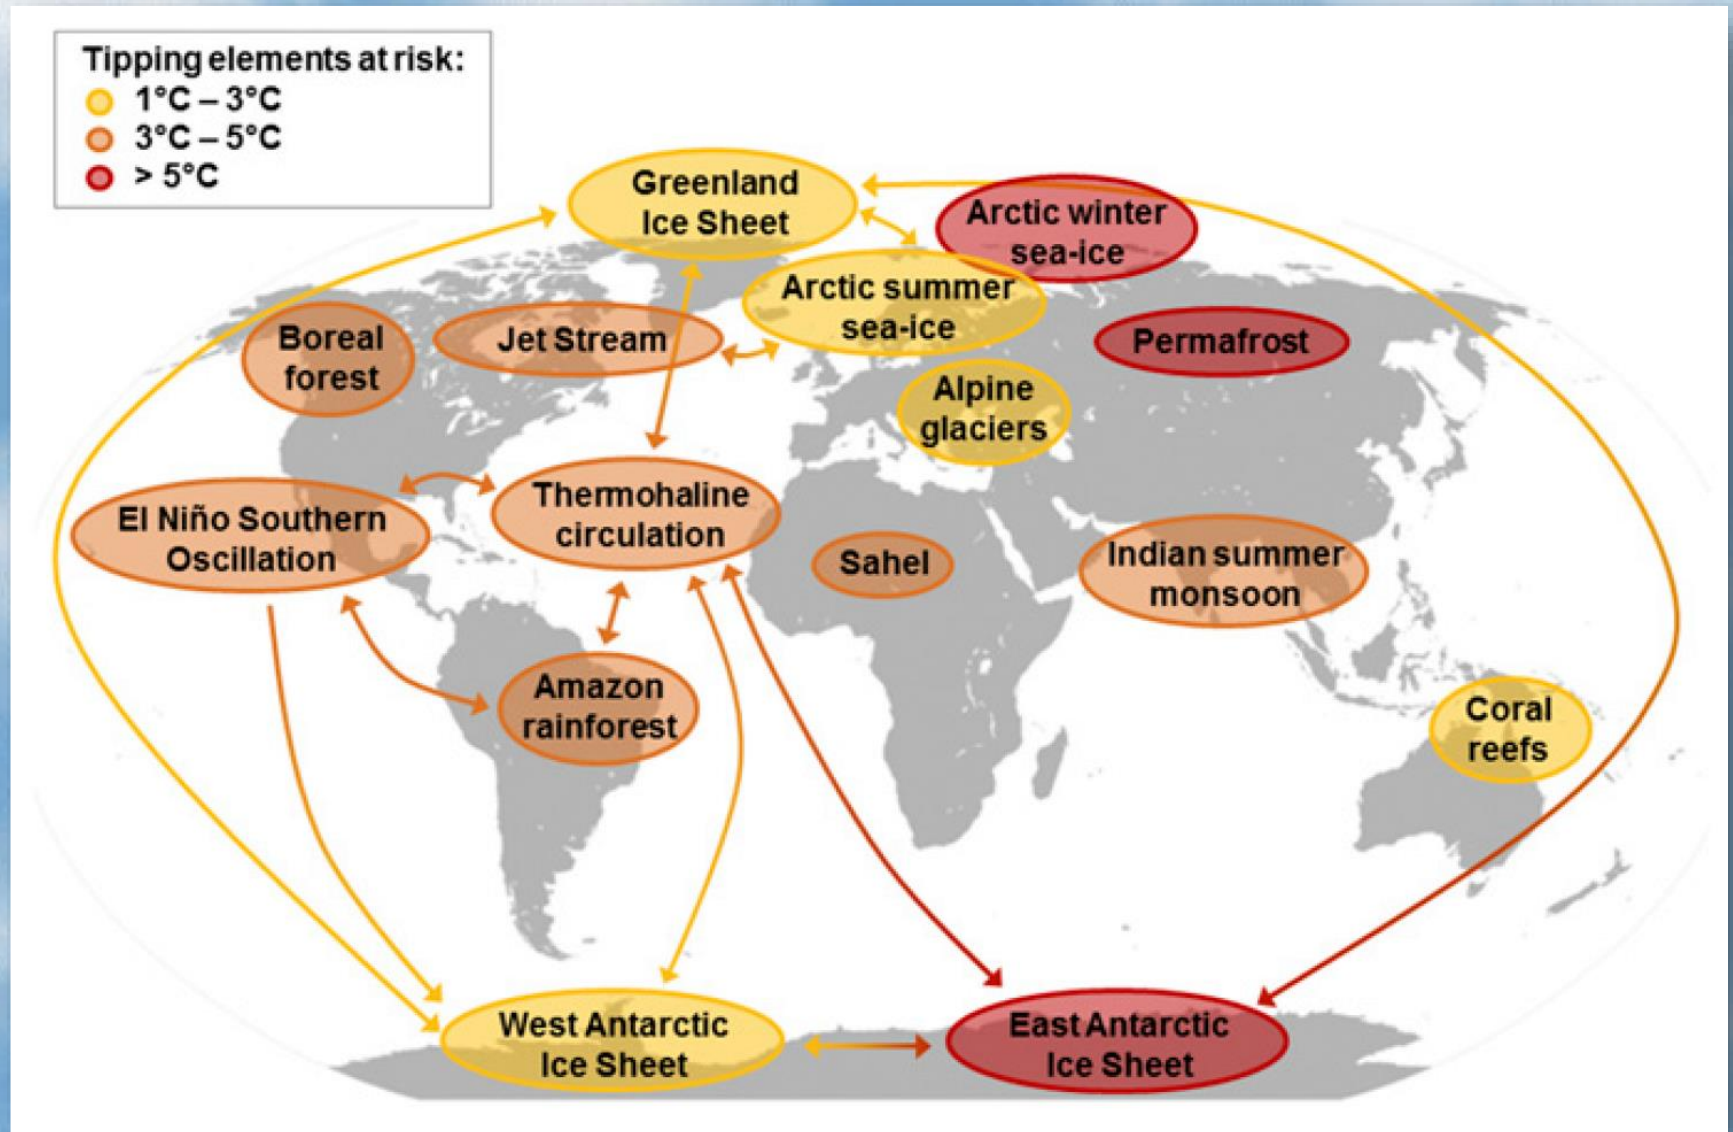 Tipping elements at risk:
1°C – 3°C
3°C – 5°C
> 5°C
Greenland
Ice Sheet
Arctic winter
sea-ice
Arctic summer
sea-ice
Boreal
forest
Jet Stream
Permafrost
Alpine
glaciers
El Niño Southern
Oscillation
Thermohaline
circulation
Sahel
Indian summer
monsoon
Amazon
rainforest
Coral
reefs
West Antarctic
Ice Sheet
East Antarctic
Ice Sheet